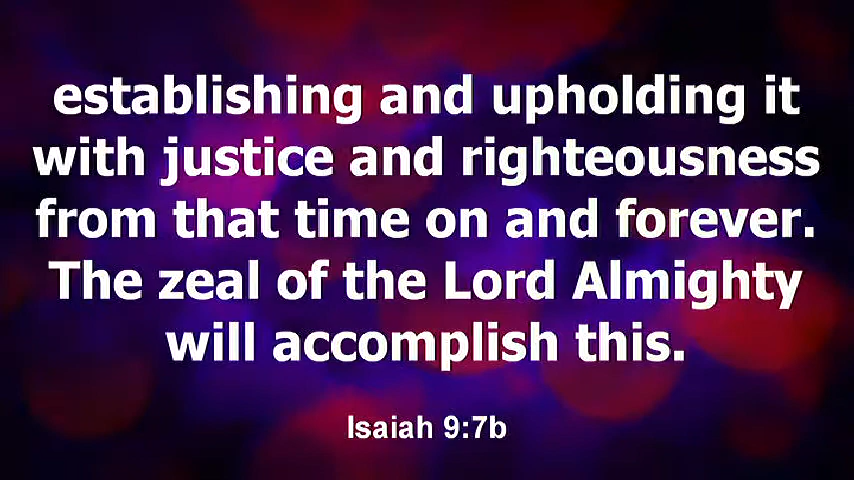 establishing and upholding it
with justice and righteousness
from that time on and forever.
The zeal of the Lord Almighty
will accomplish this.
Isaiah 9:7b